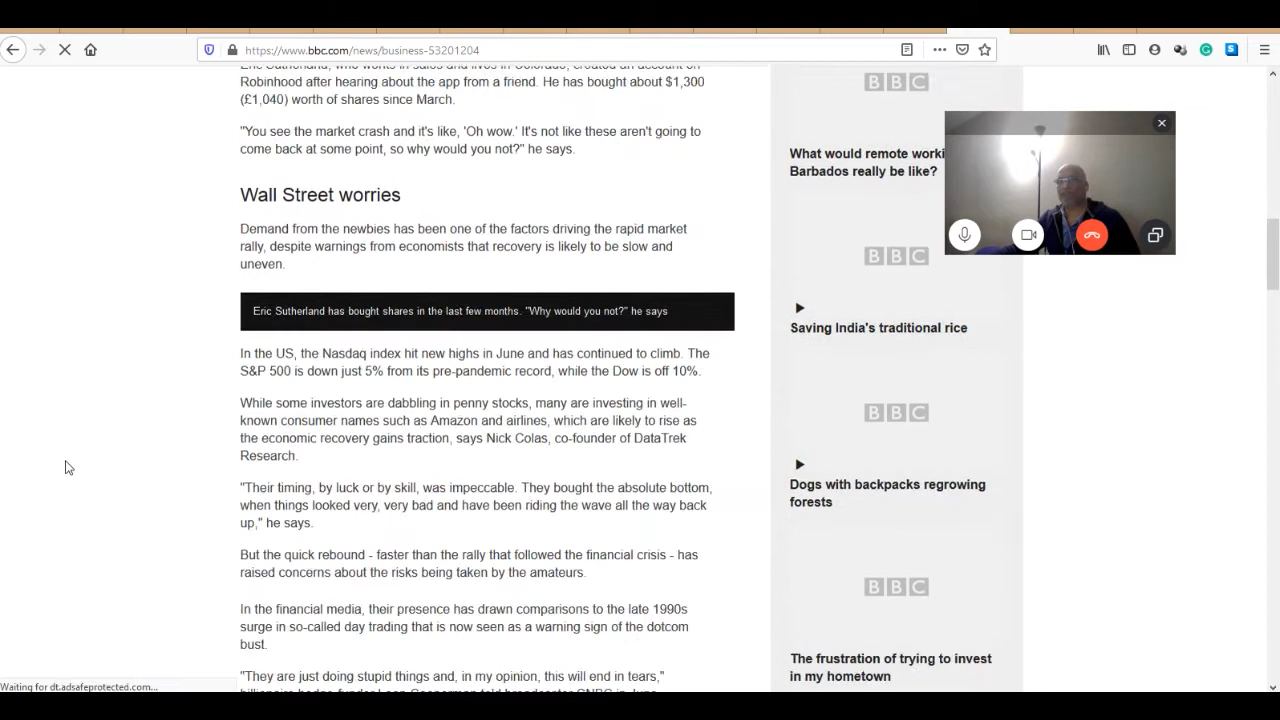 https://www.bbc.com/news/business-53201204
Robinhood after hearing about the app from a friend. He has bought about $1,300
(£1,040) worth of shares since March.
"You see the market crash and it's like, 'Oh wow.' It's not like these aren't going to
come back at some point, so why would you not?" he says.
Wall Street worries
Demand from the newbies has been one of the factors driving the rapid market
rally, despite warnings from economists that recovery is likely to be slow and
uneven.
Eric Sutherland has bought shares in the last few months. "Why would you not?" he says
In the US, the Nasdaq index hit new highs in June and has continued to climb. The
S&P 500 is down just 5% from its pre-pandemic record, while the Dow is off 10%.
While some investors are dabbling in penny stocks, many are investing in well-
known consumer names such as Amazon and airlines, which are likely to rise as
the economic recovery gains traction, says Nick Colas, co-founder of DataTrek
Research.
"Their timing, by luck or by skill, was impeccable. They bought the absolute bottom,
when things looked very, very bad and have been riding the wave all the way back
up," he says.
But the quick rebound - faster than the rally that followed the financial crisis - has
raised concerns about the risks being taken by the amateurs.
In the financial media, their presence has drawn comparisons to the late 1990s
surge in so-called day trading that is now seen as a warning sign of the dotcom
bust.
"They are just doing stupid things and, in my opinion, this will end in tears,"
BBC
What would remote worki
Barbados really be like?
BBC
Saving India's traditional rice
BBC
Dogs with backpacks regrowing
forests
BBC
The frustration of trying to invest
in my hometown
Waiting for dt.adsafeprotected.com...